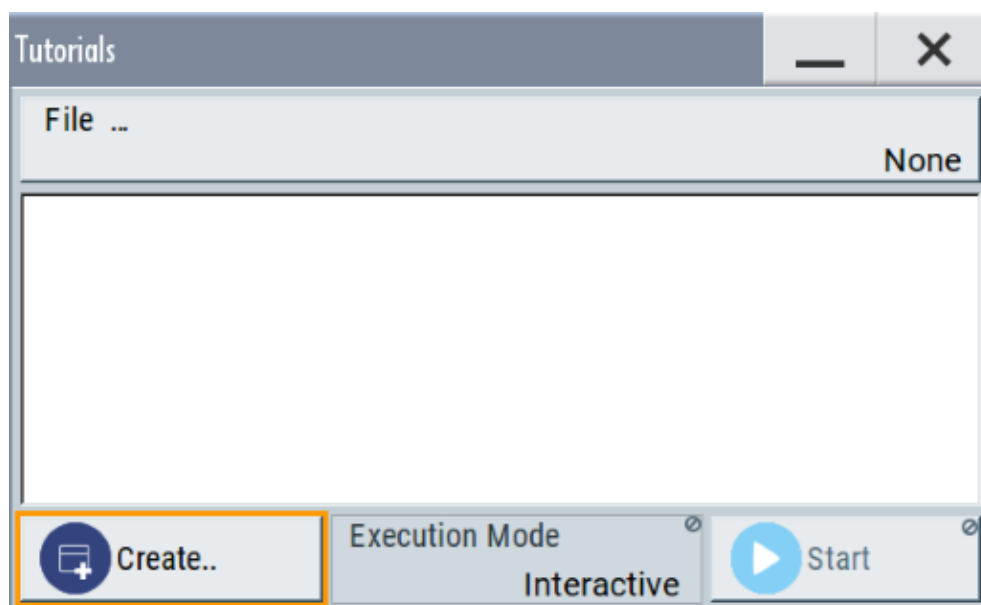 Tutorials
File ...
None
Create..
Execution Mode
Interactive
Start